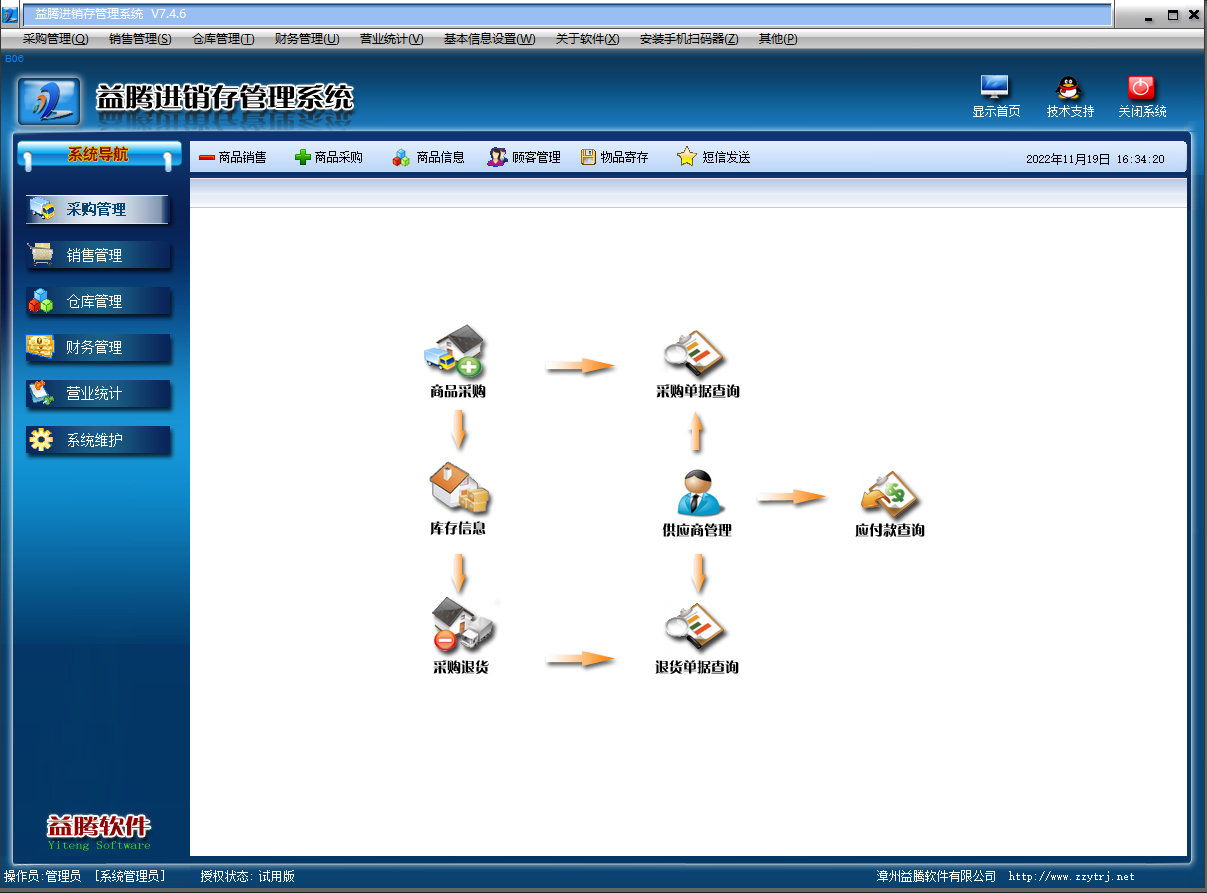 益腾进销存管理系统 V7.4.6
采购管理(Q) 销售管理(S) 仓库管理(T) 财务管理(U) 营业统计(V) 基本信息设置(W) 关于软件(X) 安装手机扫码器(Z) 其他(P)
B06
益腾进销存管理系统
显示首页 技术支持 关闭系统
系统导航
商品销售 商品采购 商品信息 顾客管理 物品寄存 短信发送 2022年11月19日 16:34:20
采购管理
销售管理
仓库管理
财务管理
营业统计
系统维护
商品采购 采购单据查询
库存信息 供应商管理 应付款查询
采购退货 退货单据查询
益腾软件
Yiteng Software
操作员:管理员 [系统管理员] 授权状态: 试用版 漳州益腾软件有限公司 http://www.zzytrj.net